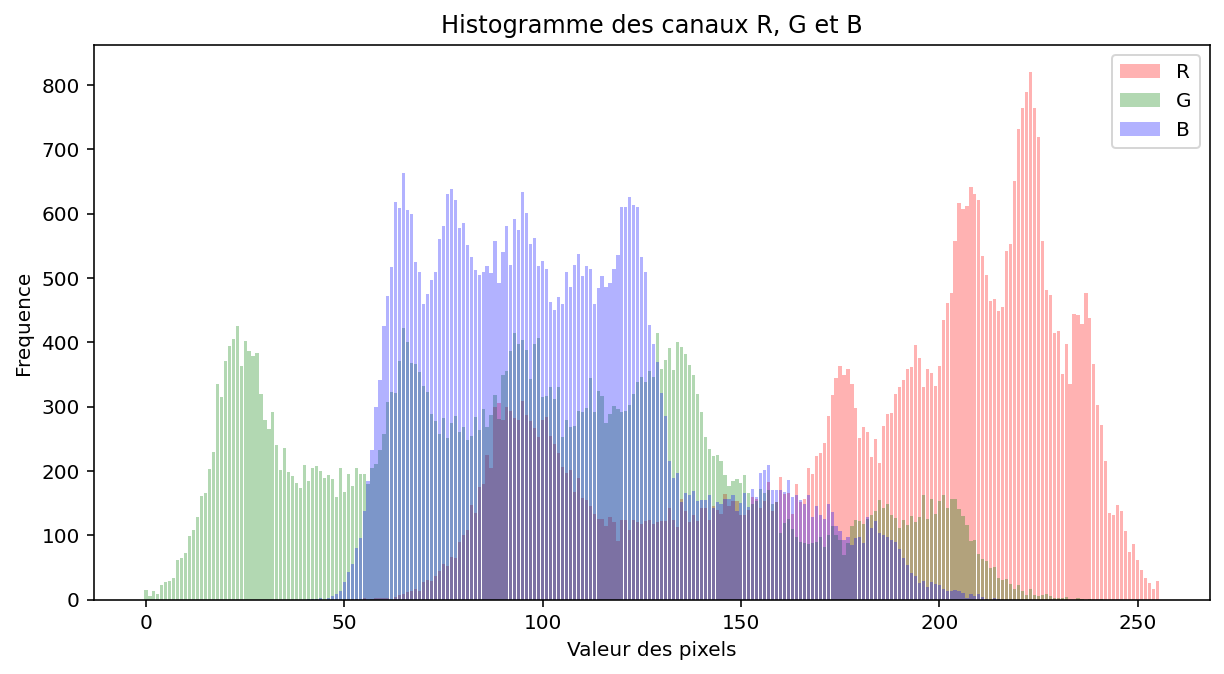 Histogramme des canaux R, G et B
R
G
B
800
700
600
500
400
300
200
100
0
Frequence
0 50 100 150 200 250
Valeur des pixels